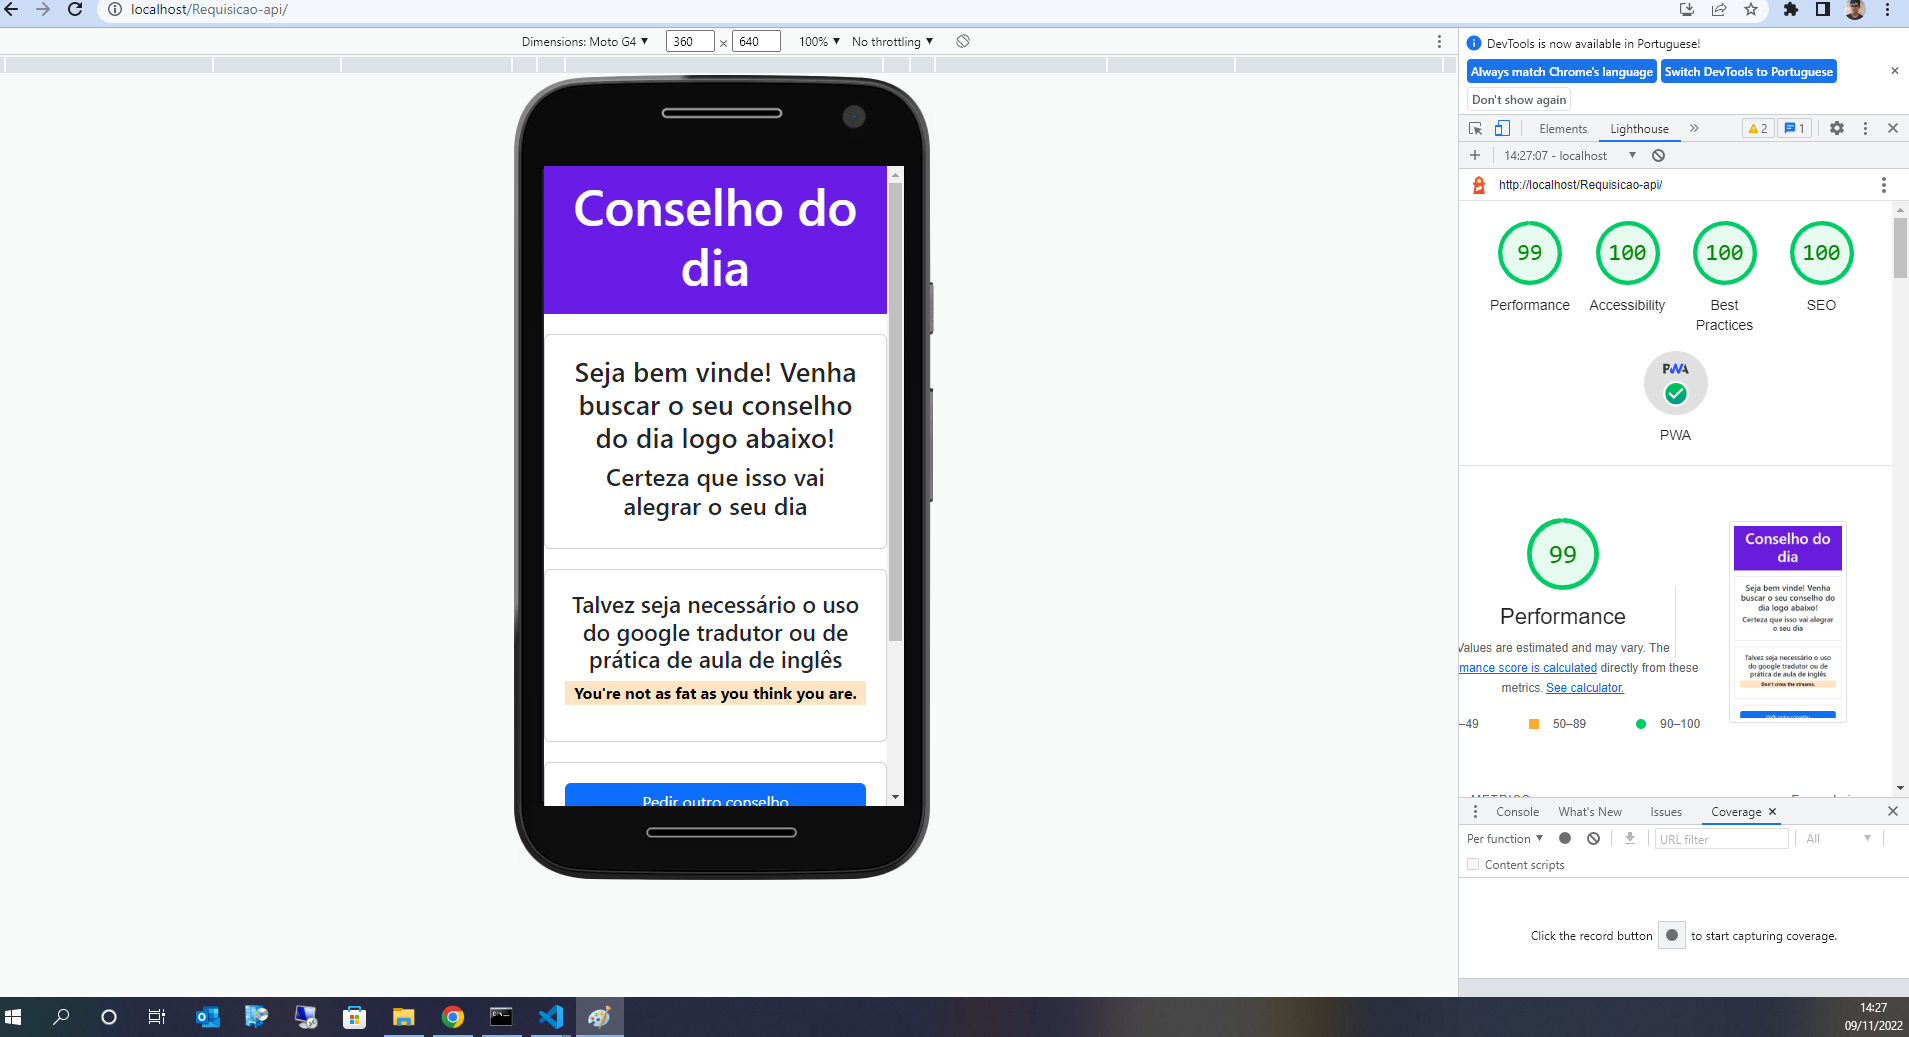 localhost/Requisicao-api/
Dimensions: Moto G4 ▼ 360 × 640 100% ▼ No throttling ▼
Conselho do
dia
Seja bem vinde! Venha
buscar o seu conselho
do dia logo abaixo!
Certeza que isso vai
alegrar o seu dia
Talvez seja necessário o uso
do google tradutor ou de
prática de aula de inglês
You're not as fat as you think you are.
Pedir outro conselho
DevTools is now available in Portuguese!
Always match Chrome's language Switch DevTools to Portuguese
Don't show again
Elements Lighthouse 2 1
14:27:07 - localhost
http://localhost/Requisicao-api/
99 100 100 100
Performance Accessibility Best
Practices SEO
PWA
PWA
99
Performance
Values are estimated and may vary. The
mance score is calculated directly from these
metrics. See calculator.
–49 50–89 90–100
Conselho do
dia
Seja bem vinde! Venha
buscar o seu conselho do
dia logo abaixo!
Certeza que isso vai alegrar
o seu dia
Talvez seja necessário o uso
do google tradutor ou de
prática de aula de inglês
Don't cross the streams.
METRICS
Console What's New Issues Coverage
Per function ▼ URL filter All
Content scripts
Click the record button to start capturing coverage.
14:27
09/11/2022